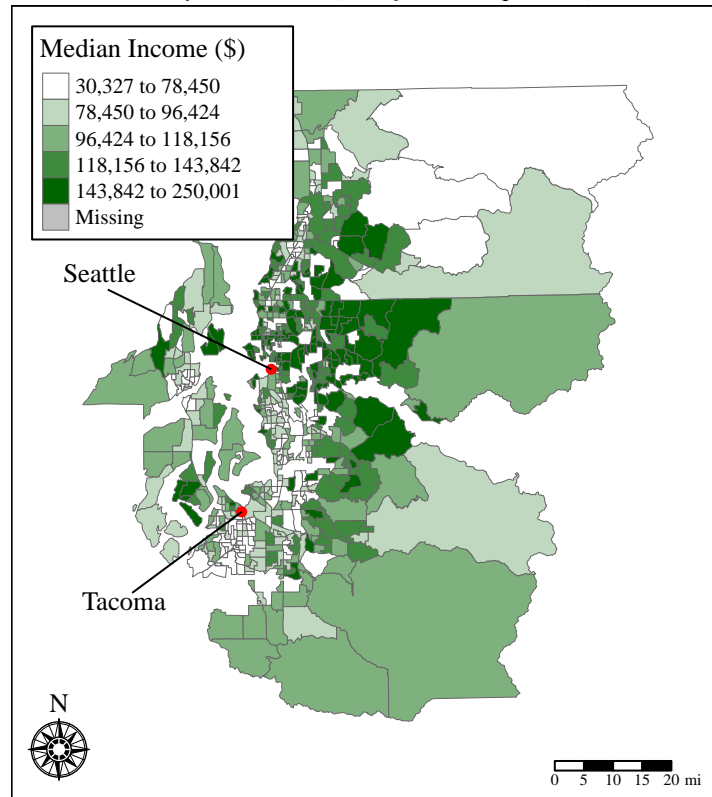 Median Income ($)
30,327 to 78,450
78,450 to 96,424
96,424 to 118,156
118,156 to 143,842
143,842 to 250,001
Missing
Seattle
Tacoma
N
0 5 10 15 20 mi